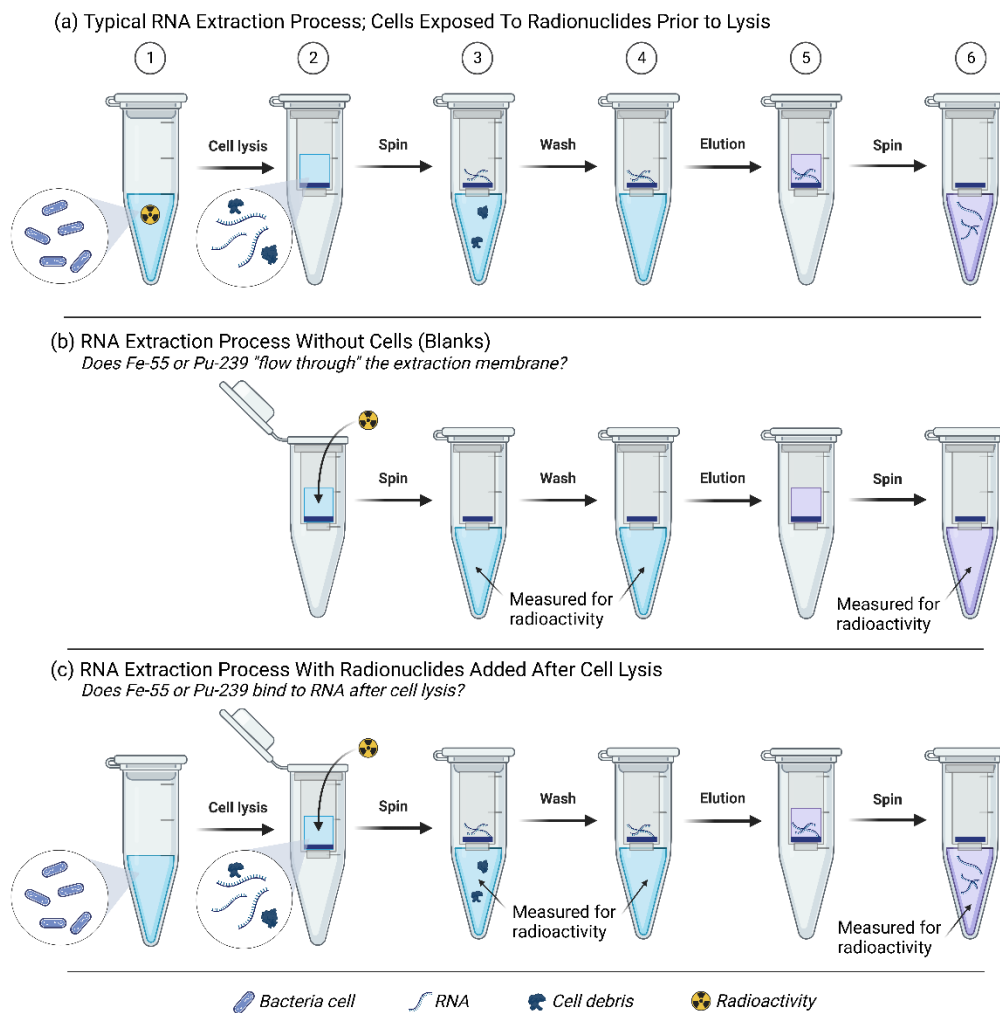 (a) Typical RNA Extraction Process; Cells Exposed To Radionuclides Prior to Lysis
1 2 3 4 5 6
Cell lysis Spin Wash Elution Spin
(b) RNA Extraction Process Without Cells (Blanks)
Does Fe-55 or Pu-239 "flow through" the extraction membrane?
Spin Wash Elution Spin
Measured for
radioactivity
Measured for
radioactivity
(c) RNA Extraction Process With Radionuclides Added After Cell Lysis
Does Fe-55 or Pu-239 bind to RNA after cell lysis?
Cell lysis Spin Wash Elution Spin
Measured for
radioactivity
Measured for
radioactivity
Bacteria cell RNA Cell debris Radioactivity